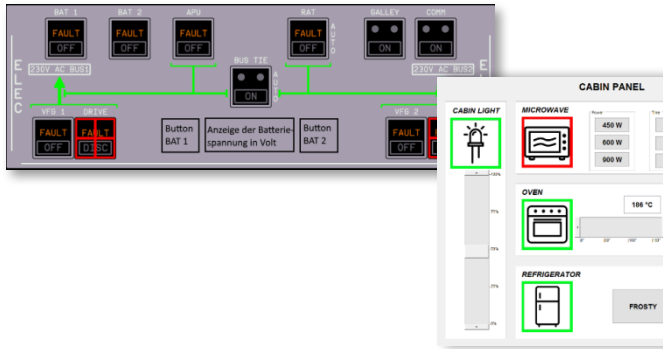 BAT 1
BAT 2
APU
RAT
GALLEY
COMM
FAULT
OFF
FAULT
OFF
FAULT
OFF
FAULT
OFF
AUTO
ON
ON
ELEC
230V AC BUS1
BUS TIE
ON
AUTO
230V AC BUS2
VFG 1
DRIVE
VFG 2
FAULT
OFF
FAULT
DISC
Button
BAT 1
Anzeige der Batterie-
spannung in Volt
Button
BAT 2
FAULT
OFF
CABIN PANEL
CABIN LIGHT
MICROWAVE
450 W
600 W
900 W
OVEN
186 °C
REFRIGERATOR
FROSTY